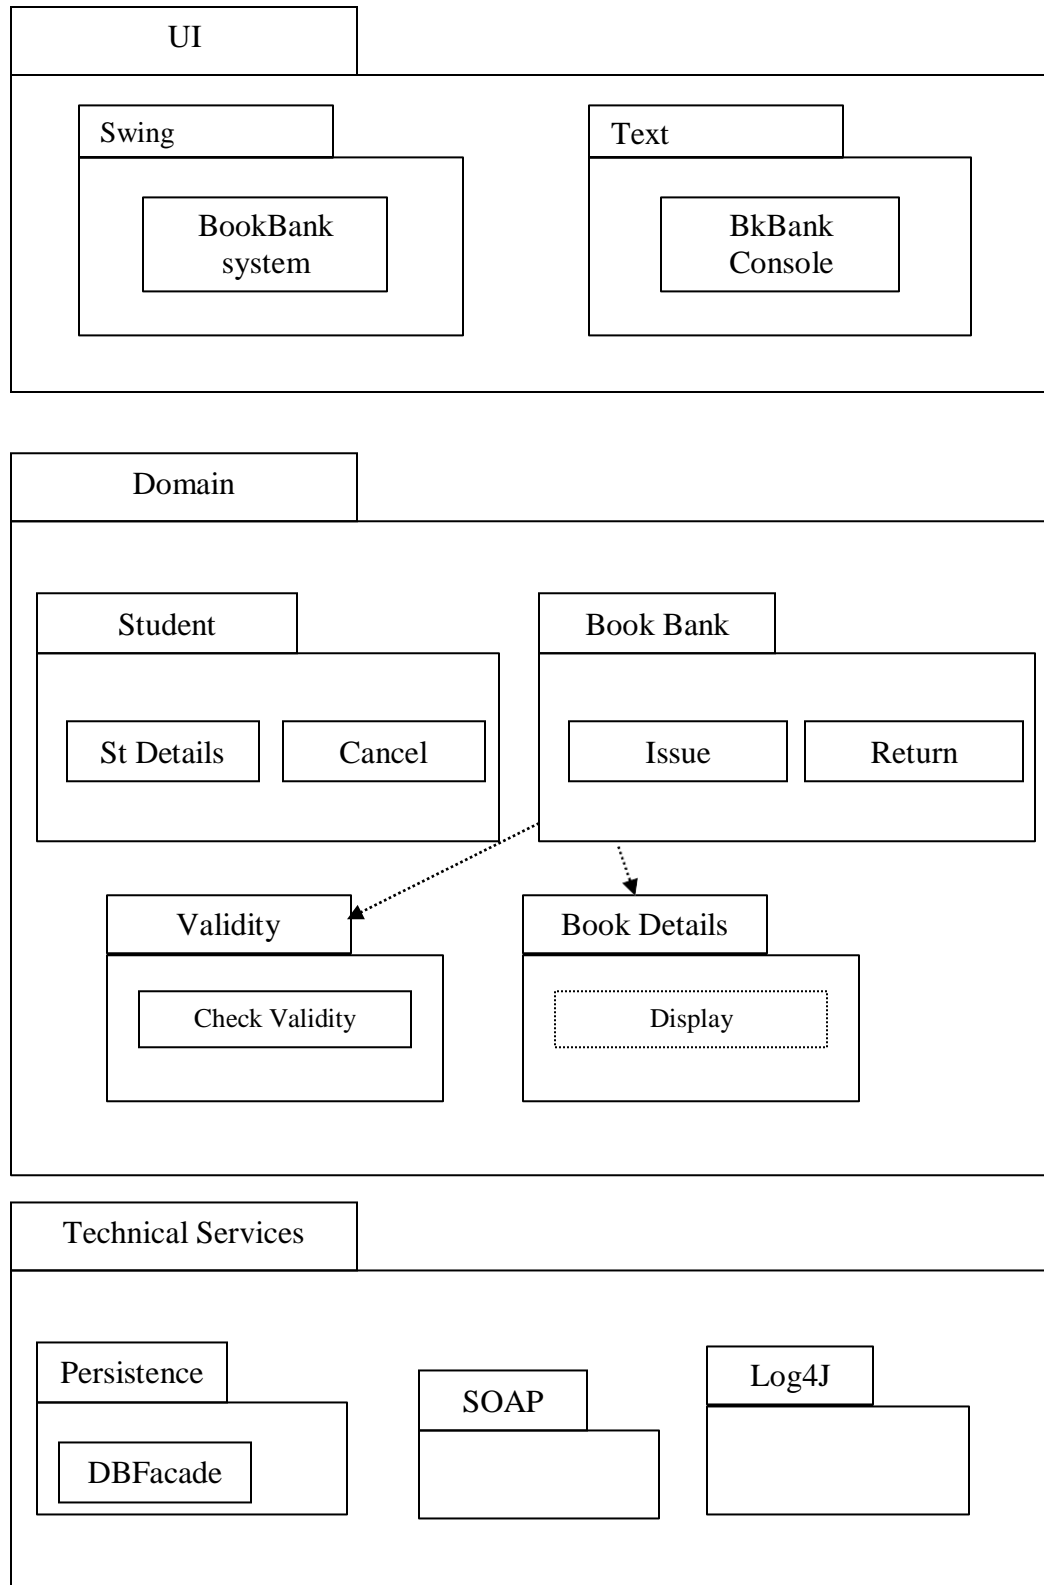 UI
Swing
Text
BookBank
system
BkBank
Console
Domain
Student
Book Bank
St Details
Cancel
Issue
Return
Validity
Book Details
Check Validity
Display
Technical Services
Persistence
SOAP
Log4J
DBFacade